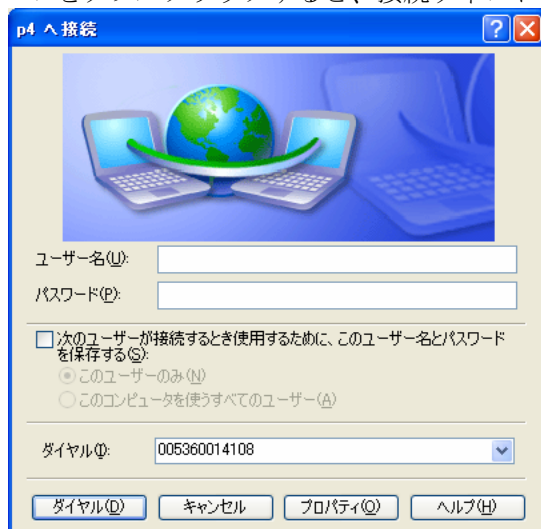 p4 へ接続
ユーザー名(U):
パスワード(P):
次のユーザーが接続するとき使用するために、このユーザー名とパスワード
を保存する(S):
このユーザーのみ(N)
このコンピュータを使うすべてのユーザー(A)
ダイヤル(I): 005360014108
ダイヤル(D) キャンセル プロパティ(O) ヘルプ(H)